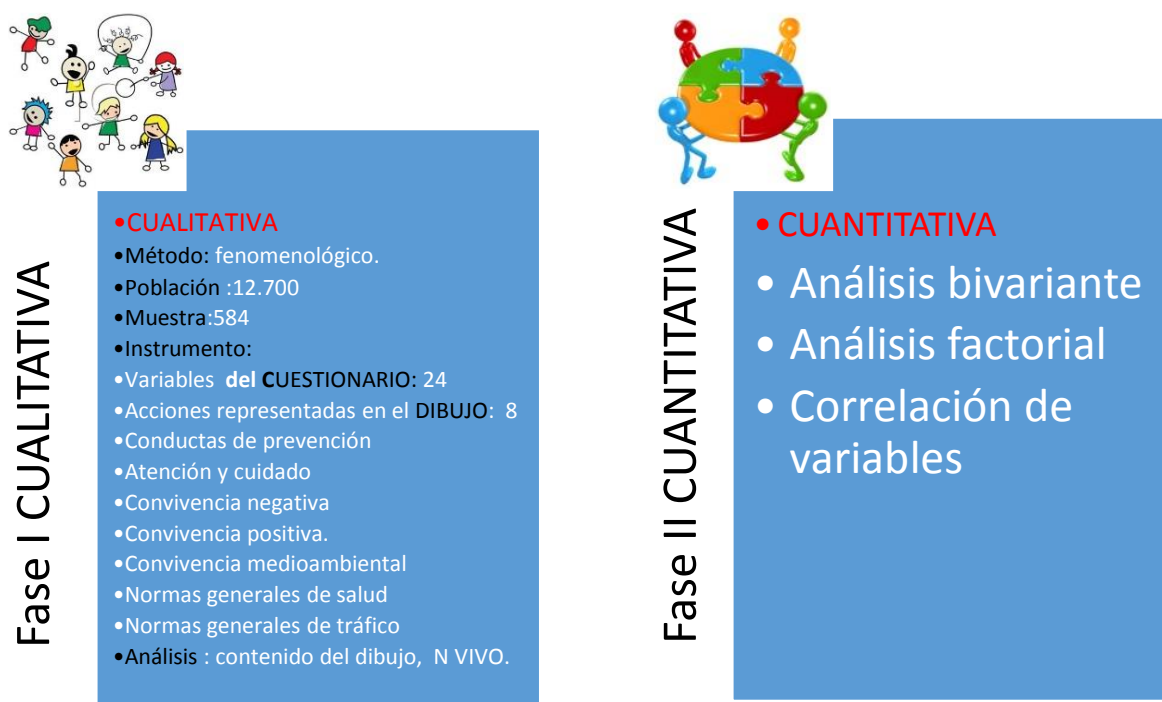 Fase I CUALITATIVA
•CUALITATIVA
•Método: fenomenológico.
•Población :12.700
•Muestra:584
•Instrumento:
•Variables del CUESTIONARIO: 24
•Acciones representadas en el DIBUJO: 8
•Conductas de prevención
•Atención y cuidado
•Convivencia negativa
•Convivencia positiva.
•Convivencia medioambiental
•Normas generales de salud
•Normas generales de tráfico
•Análisis : contenido del dibujo, N VIVO.
Fase II CUANTITATIVA
• CUANTITATIVA
• Análisis bivariante
• Análisis factorial
• Correlación de
variables